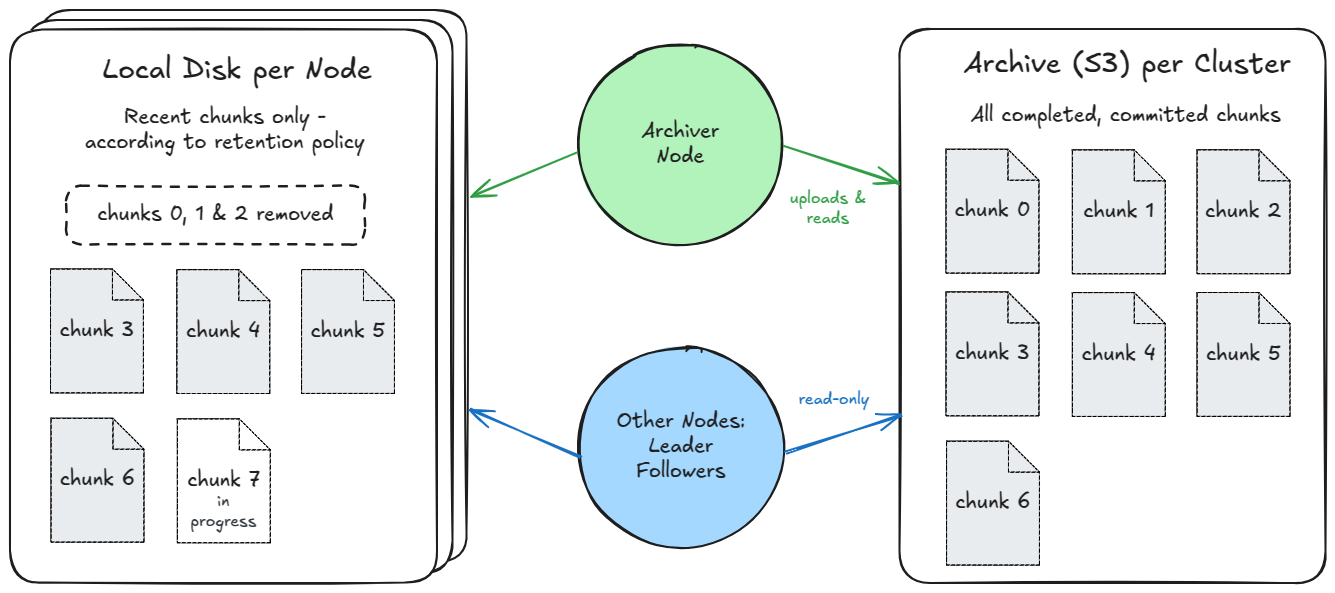 Local Disk per Node
Recent chunks only -
according to retention policy
chunks 0, 1 & 2 removed
chunk 3
chunk 4
chunk 5
chunk 6
chunk 7
in
progress
Archiver
Node
uploads &
reads
Other Nodes:
Leader
Followers
read-only
Archive (S3) per Cluster
All completed, committed chunks
chunk 0
chunk 1
chunk 2
chunk 3
chunk 4
chunk 5
chunk 6